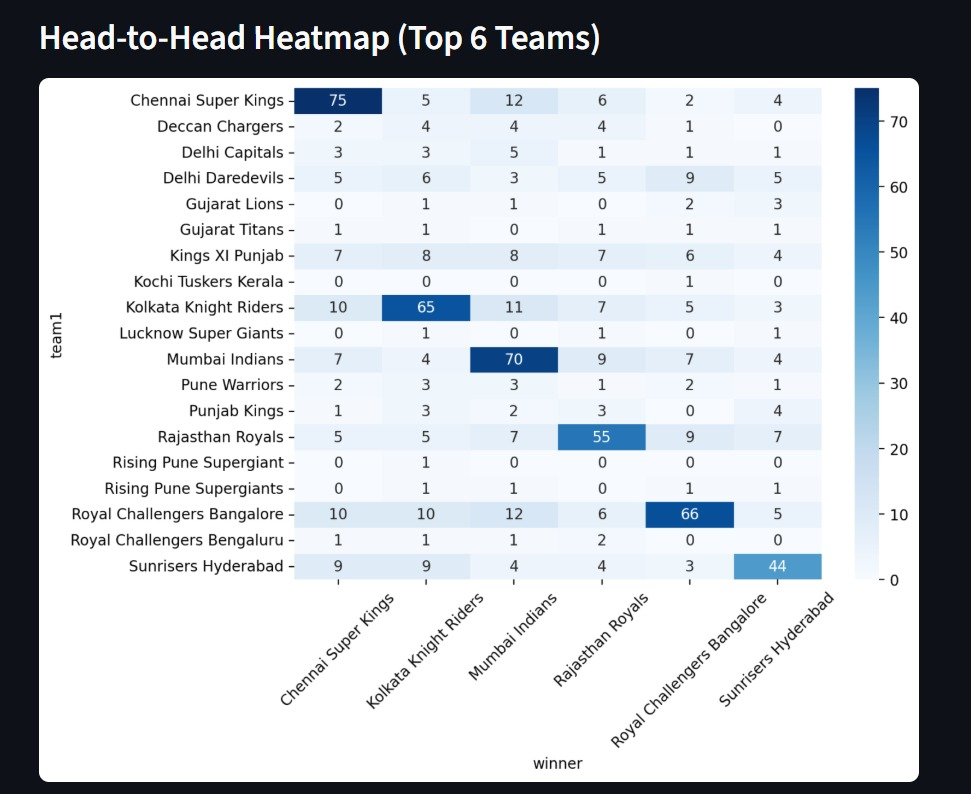 Head-to-Head Heatmap (Top 6 Teams)
Chennai Super Kings 75 5 12 6 2 4
Deccan Chargers 2 4 4 4 1 0
Delhi Capitals 3 3 5 1 1 1
Delhi Daredevils 5 6 3 5 9 5
Gujarat Lions 0 1 1 0 2 3
Gujarat Titans 1 1 0 1 1 1
Kings XI Punjab 7 8 8 7 6 4
Kochi Tuskers Kerala 0 0 0 0 1 0
Kolkata Knight Riders 10 65 11 7 5 3
Lucknow Super Giants 0 1 0 1 0 1
Mumbai Indians 7 4 70 9 7 4
Pune Warriors 2 3 3 1 2 1
Punjab Kings 1 3 2 3 0 4
Rajasthan Royals 5 5 7 55 9 7
Rising Pune Supergiant 0 1 0 0 0 0
Rising Pune Supergiants 0 1 1 0 1 1
Royal Challengers Bangalore 10 10 12 6 66 5
Royal Challengers Bengaluru 1 1 1 2 0 0
Sunrisers Hyderabad 9 9 4 4 3 44
team1
Chennai Super Kings
Kolkata Knight Riders
Mumbai Indians
Rajasthan Royals
Royal Challengers Bangalore
Sunrisers Hyderabad
winner
70
60
50
40
30
20
10
0